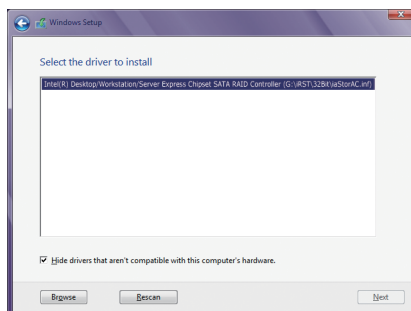 Windows Setup
Select the driver to install
Intel(R) Desktop/Workstation/Server Express Chipset SATA RAID Controller (G:\iRST\32Bit\iaStorAC.inf)
Hide drivers that aren't compatible with this computer's hardware.
Browse Rescan Next